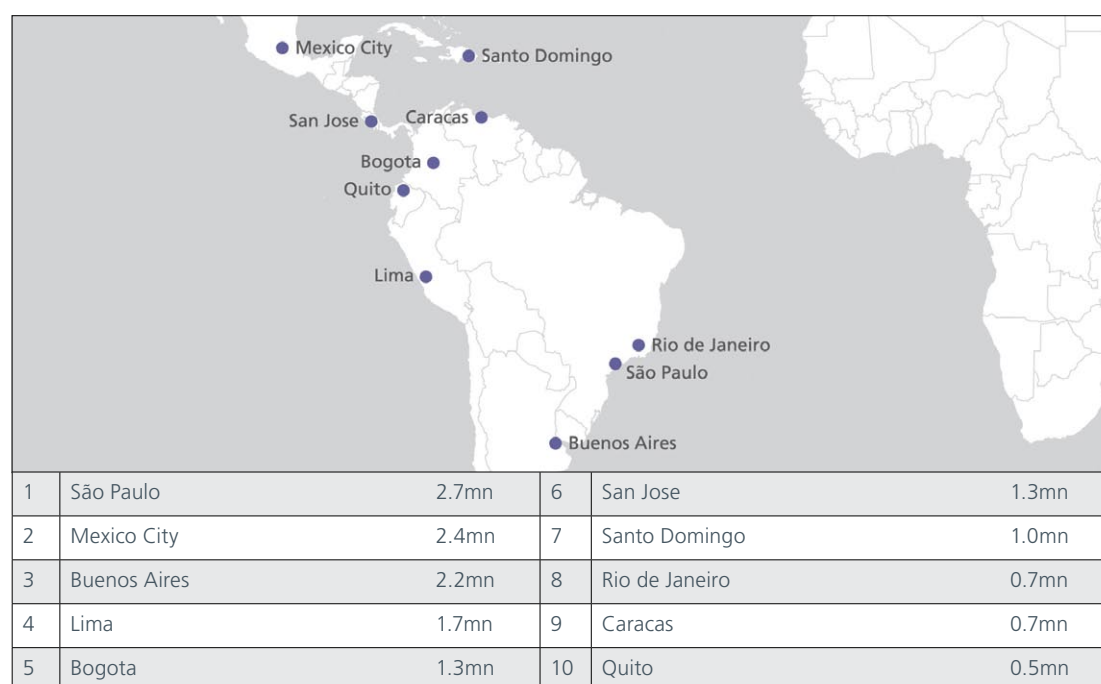 Mexico City
Santo Domingo
San Jose
Caracas
Bogota
Quito
Lima
Rio de Janeiro
São Paulo
Buenos Aires
1 São Paulo 2.7mn 6 San Jose 1.3mn
2 Mexico City 2.4mn 7 Santo Domingo 1.0mn
3 Buenos Aires 2.2mn 8 Rio de Janeiro 0.7mn
4 Lima 1.7mn 9 Caracas 0.7mn
5 Bogota 1.3mn 10 Quito 0.5mn